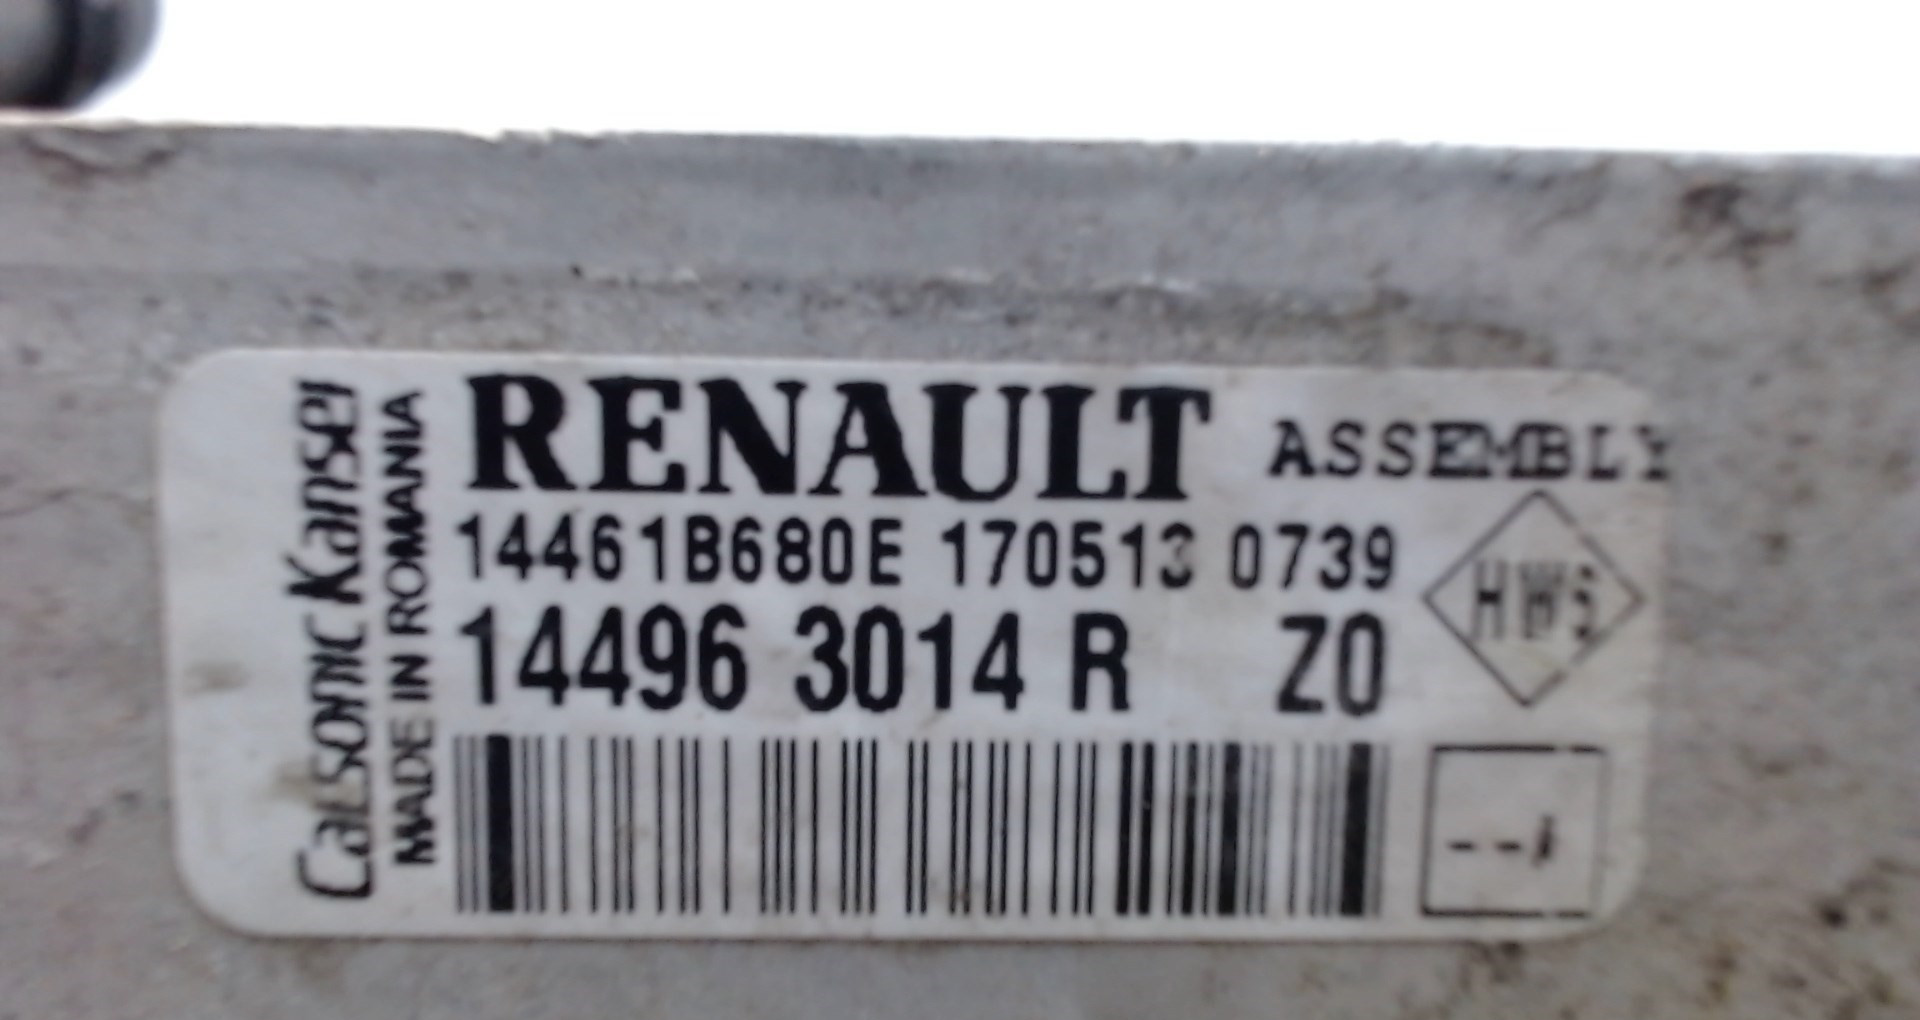 Calsonic Kansei
MADE IN ROMANIA
RENAULT ASSEMBLY
14461B680E 170513 0739
14496 3014 R Z0
HWS